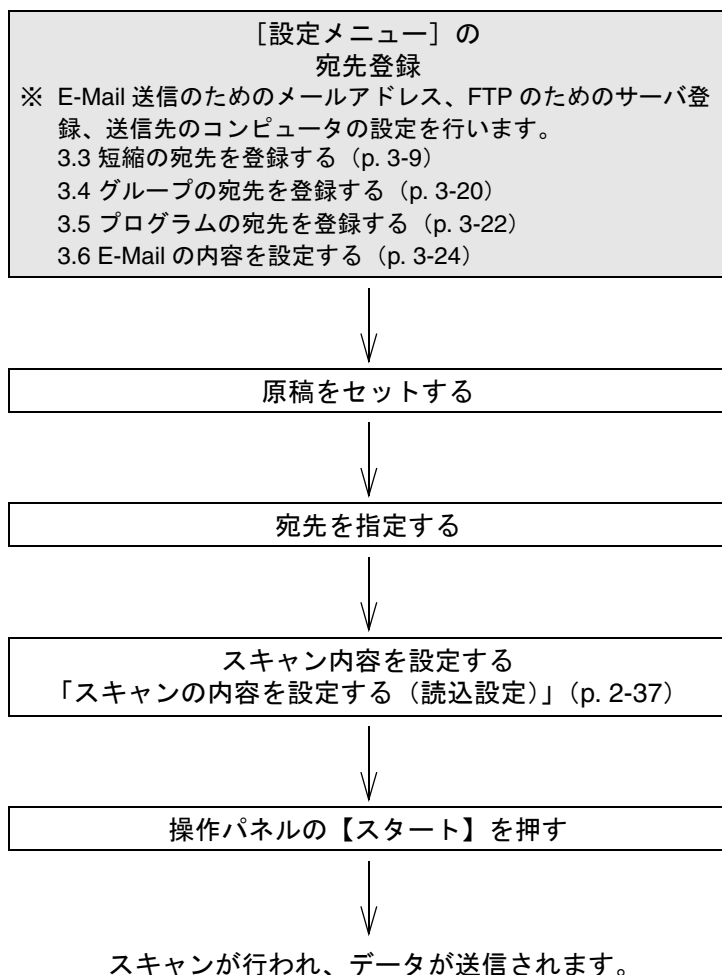 ［設定メニュー］の
宛先登録
※ E-Mail 送信のためのメールアドレス、FTP のためのサーバ登
録、送信先のコンピュータの設定を行います。
3.3 短縮の宛先を登録する（p. 3-9）
3.4 グループの宛先を登録する（p. 3-20）
3.5 プログラムの宛先を登録する（p. 3-22）
3.6 E-Mail の内容を設定する（p. 3-24）
原稿をセットする
宛先を指定する
スキャン内容を設定する
「スキャンの内容を設定する（読込設定）」（p. 2-37）
操作パネルの【スタート】を押す
スキャンが行われ、データが送信されます。